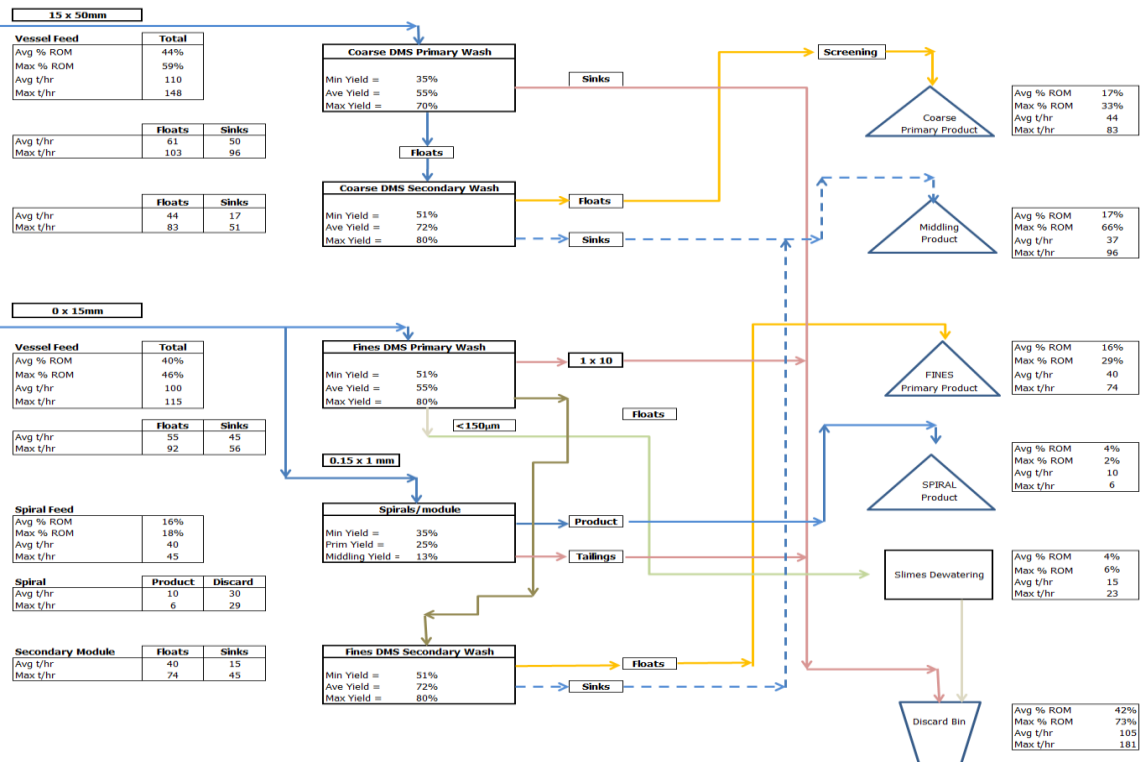 15 x 50mm
Vessel Feed Total
Avg % ROM 44%
Max % ROM 59%
Avg t/hr 110
Max t/hr 148
Floats Sinks
Avg t/hr 61 50
Max t/hr 103 96
Floats Sinks
Avg t/hr 44 17
Max t/hr 83 51
Coarse DMS Primary Wash
Min Yield = 35%
Ave Yield = 55%
Max Yield = 70%
Sinks
Floats
Coarse DMS Secondary Wash
Min Yield = 51%
Ave Yield = 72%
Max Yield = 80%
Floats
Sinks
Screening
Coarse
Primary Product
Avg % ROM 17%
Max % ROM 33%
Avg t/hr 44
Max t/hr 83
Middling
Product
Avg % ROM 17%
Max % ROM 66%
Avg t/hr 37
Max t/hr 96
0 x 15mm
Vessel Feed Total
Avg % ROM 40%
Max % ROM 46%
Avg t/hr 100
Max t/hr 115
Floats Sinks
Avg t/hr 55 45
Max t/hr 92 56
Fines DMS Primary Wash
Min Yield = 51%
Ave Yield = 55%
Max Yield = 80%
1 x 10
Floats
<150µm
0.15 x 1 mm
FINES
Primary Product
Avg % ROM 16%
Max % ROM 29%
Avg t/hr 40
Max t/hr 74
Spiral Feed
Avg % ROM 16%
Max % ROM 18%
Avg t/hr 40
Max t/hr 45
Spiral Product Discard
Avg t/hr 10 30
Max t/hr 6 29
Spirals/module
Min Yield = 35%
Prim Yield = 25%
Middling Yield = 13%
Product
Tailings
SPIRAL
Product
Avg % ROM 4%
Max % ROM 2%
Avg t/hr 10
Max t/hr 6
Slimes Dewatering
Avg % ROM 4%
Max % ROM 6%
Avg t/hr 15
Max t/hr 23
Secondary Module Floats Sinks
Avg t/hr 40 15
Max t/hr 74 45
Fines DMS Secondary Wash
Min Yield = 51%
Ave Yield = 72%
Max Yield = 80%
Floats
Sinks
Discard Bin
Avg % ROM 42%
Max % ROM 73%
Avg t/hr 105
Max t/hr 181